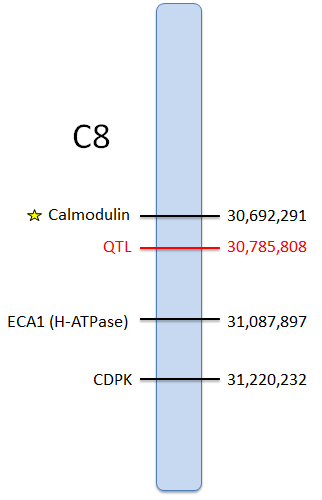 C8
Calmodulin 30,692,291
QTL 30,785,808
ECA1 (H-ATPase) 31,087,897
CDPK 31,220,232